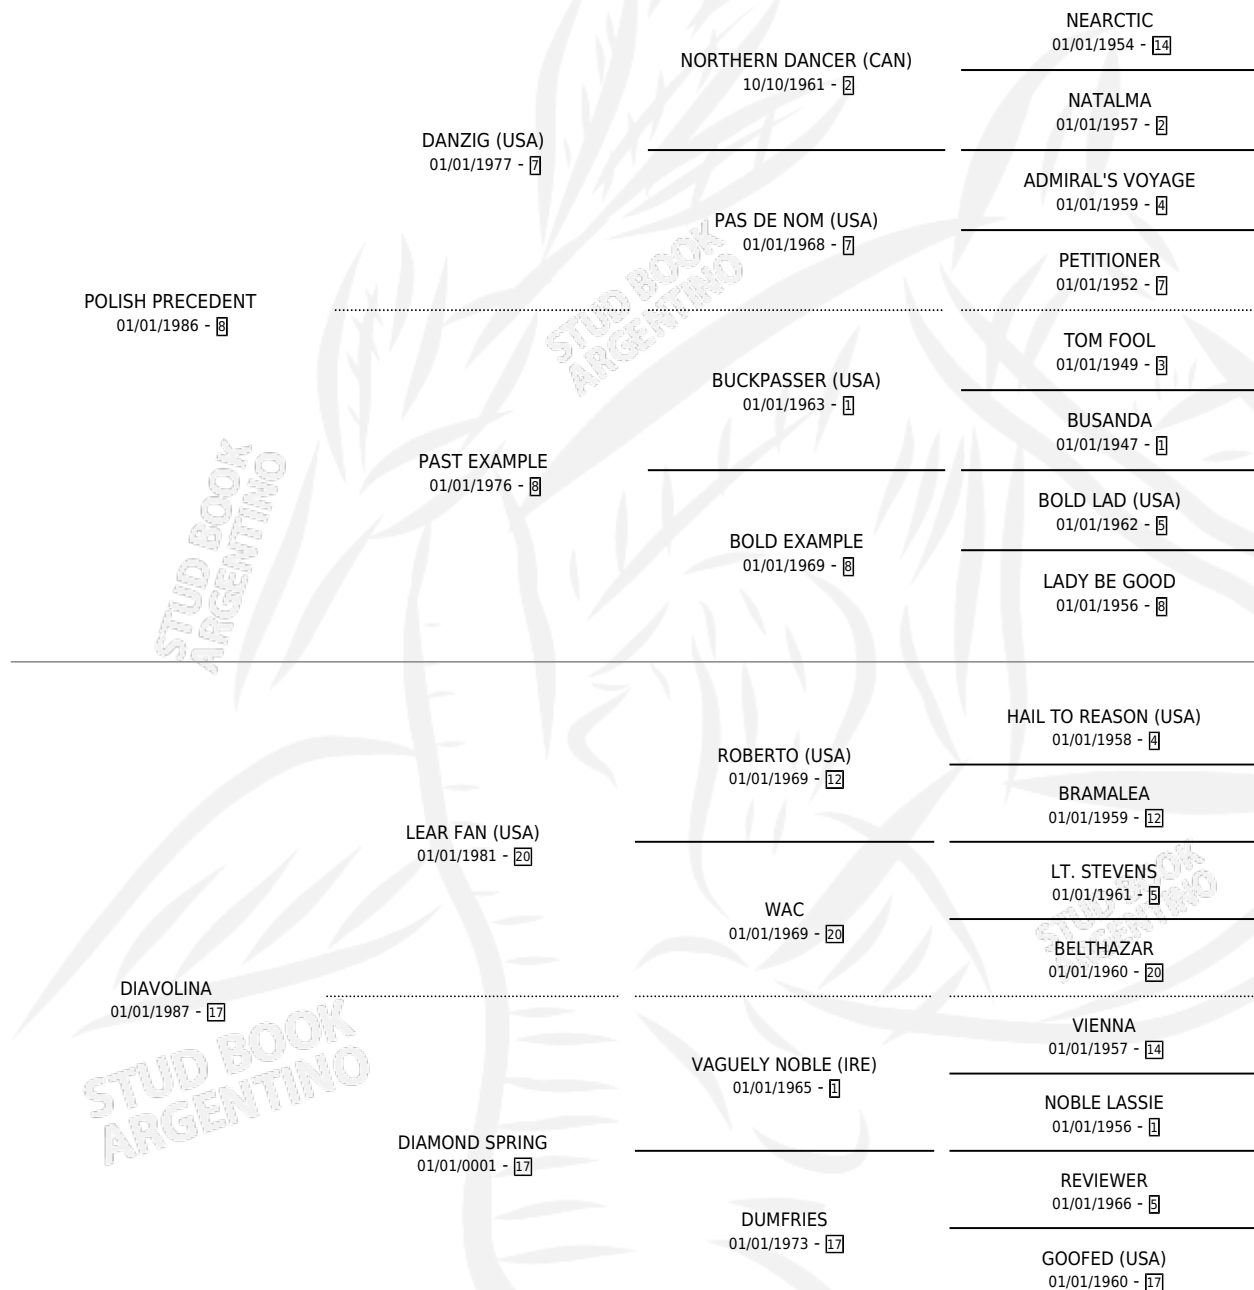 NEARCTIC
01/01/1954 - 14
NORTHERN DANCER (CAN)
10/10/1961 - 2
NATALMA
01/01/1957 - 2
DANZIG (USA)
01/01/1977 - 7
ADMIRAL'S VOYAGE
01/01/1959 - 4
PAS DE NOM (USA)
01/01/1968 - 7
PETITIONER
01/01/1952 - 7
POLISH PRECEDENT
01/01/1986 - 8
TOM FOOL
01/01/1949 - 3
BUCKPASSER (USA)
01/01/1963 - 1
BUSANDA
01/01/1947 - 1
PAST EXAMPLE
01/01/1976 - 8
BOLD LAD (USA)
01/01/1962 - 5
BOLD EXAMPLE
01/01/1969 - 8
LADY BE GOOD
01/01/1956 - 8
HAIL TO REASON (USA)
01/01/1958 - 4
ROBERTO (USA)
01/01/1969 - 12
BRAMALEA
01/01/1959 - 12
LEAR FAN (USA)
01/01/1981 - 20
LT. STEVENS
01/01/1961 - 5
WAC
01/01/1969 - 20
BELTHAZAR
01/01/1960 - 20
DIAVOLINA
01/01/1987 - 17
VIENNA
01/01/1957 - 14
VAGUELY NOBLE (IRE)
01/01/1965 - 1
NOBLE LASSIE
01/01/1956 - 1
DIAMOND SPRING
01/01/0001 - 17
REVIEWER
01/01/1966 - 5
DUMFRIES
01/01/1973 - 17
GOOFED (USA)
01/01/1960 - 17
STUD BOOK
ARGENTINO
STUD BOOK
ARGENTINO
STUD BOOK
ARGENTINO
STUD BOOK
ARGENTINO